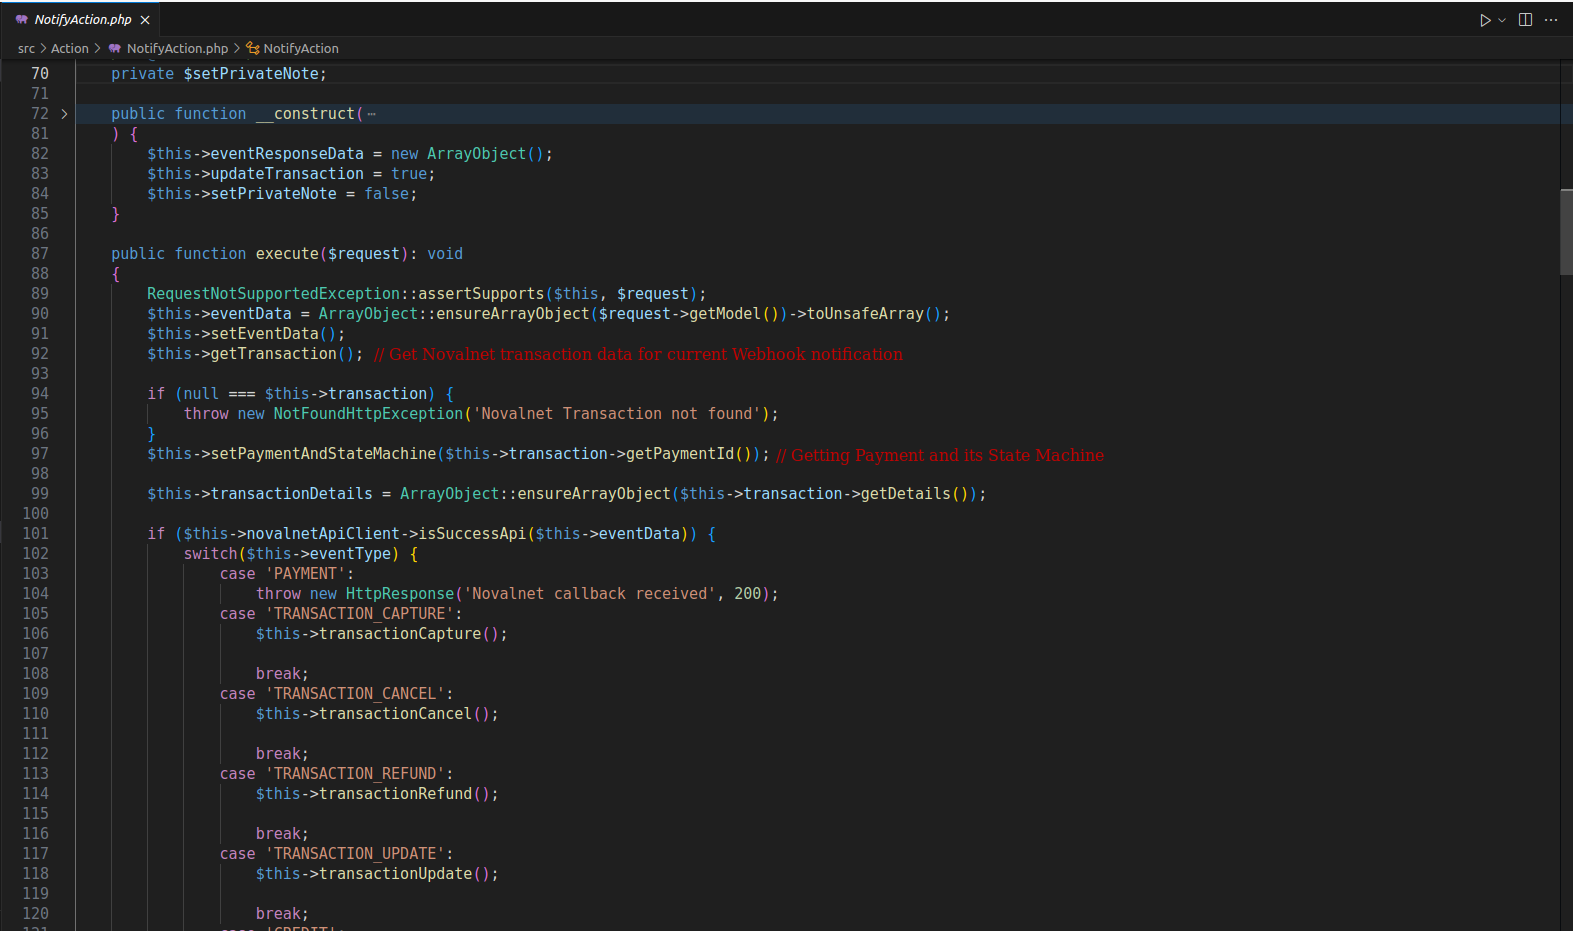 NotifyAction.php
src > Action > NotifyAction.php > NotifyAction
70 private $setPrivateNote;
71
72 public function __construct( ⋯
81 ) {
82 $this->eventResponseData = new ArrayObject();
83 $this->updateTransaction = true;
84 $this->setPrivateNote = false;
85 }
86
87 public function execute($request): void
88 {
89 RequestNotSupportedException::assertSupports($this, $request);
90 $this->eventData = ArrayObject::ensureArrayObject($request->getModel())->toUnsafeArray();
91 $this->setEventData();
92 $this->getTransaction(); // Get Novalnet transaction data for current Webhook notification
93
94 if (null === $this->transaction) {
95 throw new NotFoundHttpException('Novalnet Transaction not found');
96 }
97 $this->setPaymentAndStateMachine($this->transaction->getPaymentId()); // Getting Payment and its State Machine
98
99 $this->transactionDetails = ArrayObject::ensureArrayObject($this->transaction->getDetails());
100
101 if ($this->novalnetApiClient->isSuccessApi($this->eventData)) {
102 switch($this->eventType) {
103 case 'PAYMENT':
104 throw new HttpResponse('Novalnet callback received', 200);
105 case 'TRANSACTION_CAPTURE':
106 $this->transactionCapture();
107
108 break;
109 case 'TRANSACTION_CANCEL':
110 $this->transactionCancel();
111
112 break;
113 case 'TRANSACTION_REFUND':
114 $this->transactionRefund();
115
116 break;
117 case 'TRANSACTION_UPDATE':
118 $this->transactionUpdate();
119
120 break;
121 case 'CREDIT':